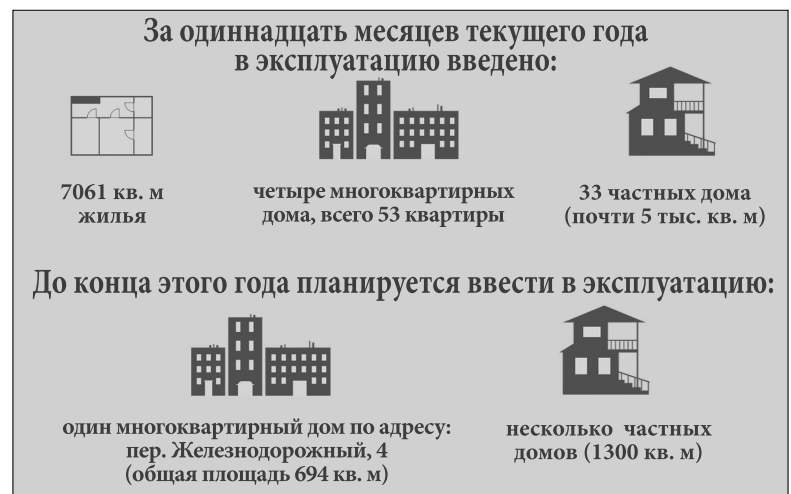 За одиннадцать месяцев текущего года
в эксплуатацию введено:
7061 кв. м
жилья
четыре многоквартирных
дома, всего 53 квартиры
33 частных дома
(почти 5 тыс. кв. м)
До конца этого года планируется ввести в эксплуатацию:
один многоквартирный дом по адресу:
пер. Железнодорожный, 4
(общая площадь 694 кв. м)
несколько частных
домов (1300 кв. м)